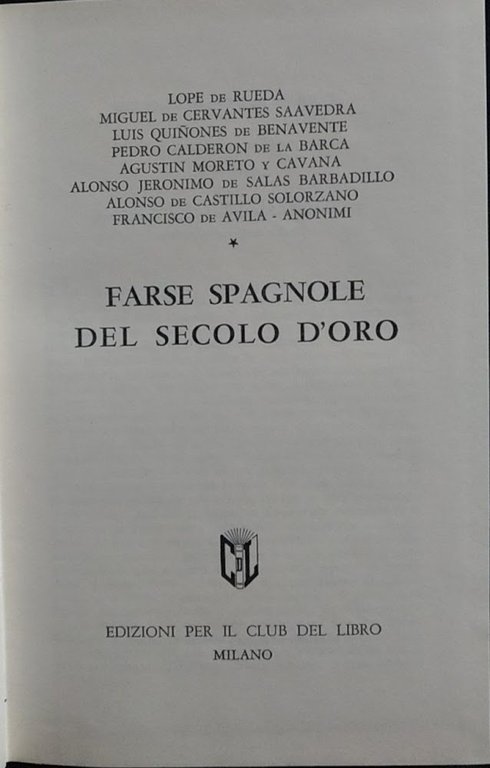 LOPE DE RUEDA
MIGUEL DE CERVANTES SAAVEDRA
LUIS QUIÑONES DE BENAVENTE
PEDRO CALDERON DE LA BARCA
AGUSTIN MORETO Y CAVANA
ALONSO JERONIMO DE SALAS BARBADILLO
ALONSO DE CASTILLO SOLORZANO
FRANCISCO DE AVILA - ANONIMI
*
FARSE SPAGNOLE
DEL SECOLO D'ORO
CDL
EDIZIONI PER IL CLUB DEL LIBRO
MILANO